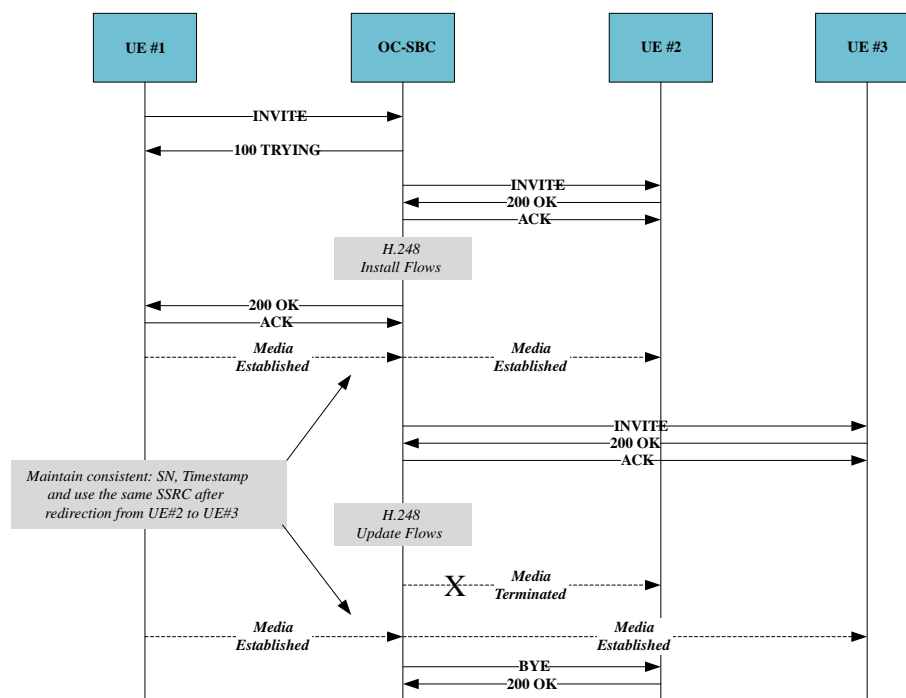 UE #1
OC-SBC
UE #2
UE #3
INVITE
100 TRYING
INVITE
200 OK
ACK
H.248
Install Flows
200 OK
ACK
Media
Established
Media
Established
INVITE
200 OK
ACK
Maintain consistent: SN, Timestamp
and use the same SSRC after
redirection from UE#2 to UE#3
H.248
Update Flows
X
Media
Terminated
Media
Established
Media
Established
BYE
200 OK